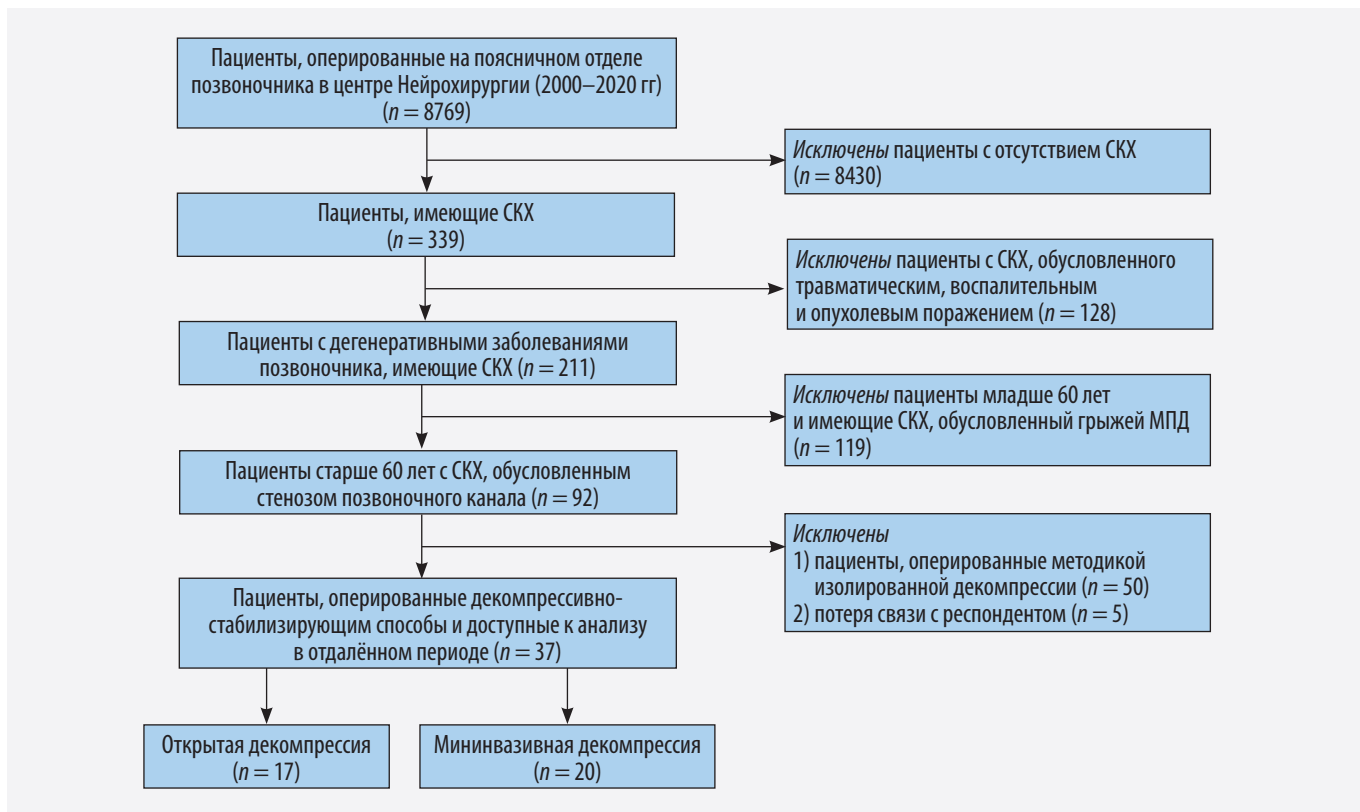 Пациенты, оперированные на поясничном отделе
позвоночника в центре Нейрохирургии (2000–2020 гг)
(n = 8769)
Исключены пациенты с отсутствием СКХ
(n = 8430)
Пациенты, имеющие СКХ
(n = 339)
Исключены пациенты с СКХ, обусловленного
травматическим, воспалительным
и опухолевым поражением (n = 128)
Пациенты с дегенеративными заболеваниями
позвоночника, имеющие СКХ (n = 211)
Исключены пациенты младше 60 лет
и имеющие СКХ, обусловленный грыжей МПД
(n = 119)
Пациенты старше 60 лет с СКХ, обусловленным
стенозом позвоночного канала (n = 92)
Исключены
1) пациенты, оперированные методикой
изолированной декомпрессии (n = 50)
2) потеря связи с респондентом (n = 5)
Пациенты, оперированные декомпрессивно-
стабилизирующим способы и доступные к анализу
в отдалённом периоде (n = 37)
Открытая декомпрессия
(n = 17)
Мининвазивная декомпрессия
(n = 20)